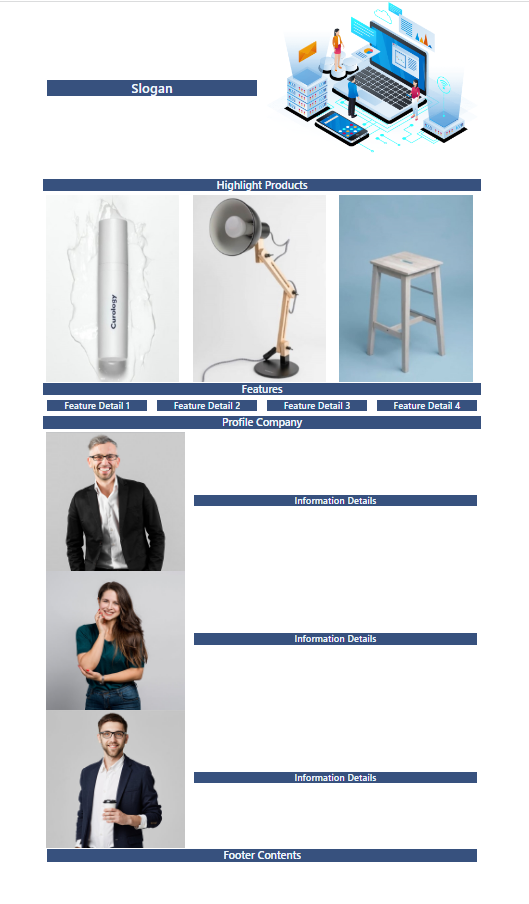 Slogan
Highlight Products
Curology
Features
Feature Detail 1 Feature Detail 2 Feature Detail 3 Feature Detail 4
Profile Company
Information Details
Information Details
Information Details
Footer Contents